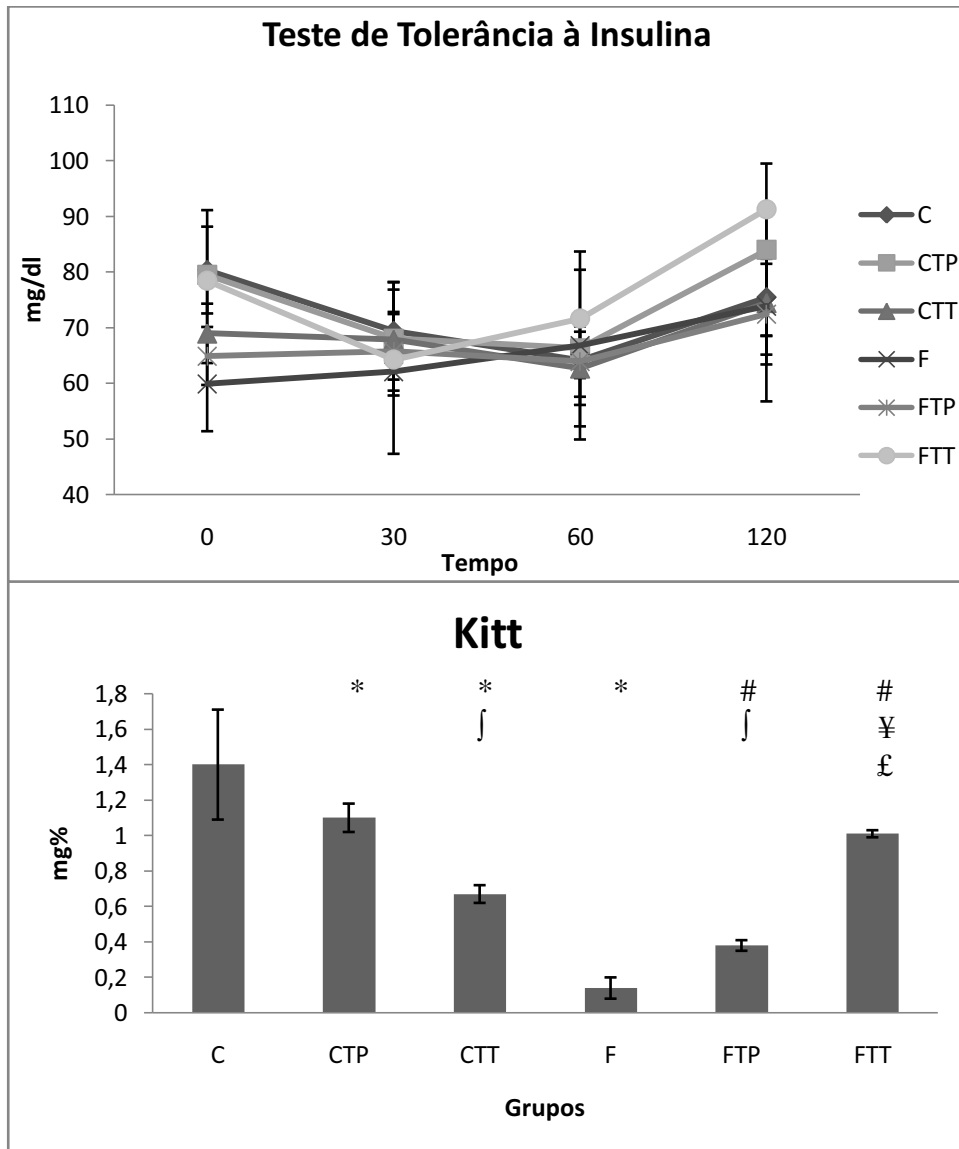 Teste de Tolerância à Insulina
110
100
90
80
70
60
50
40
mg/dl
0 30 60 120
Tempo
C
CTP
CTT
F
FTP
FTT
Kitt
* * * # #
∫ ∫ ¥
£
1,8
1,6
1,4
1,2
1
0,8
0,6
0,4
0,2
0
mg%
C CTP CTT F FTP FTT
Grupos